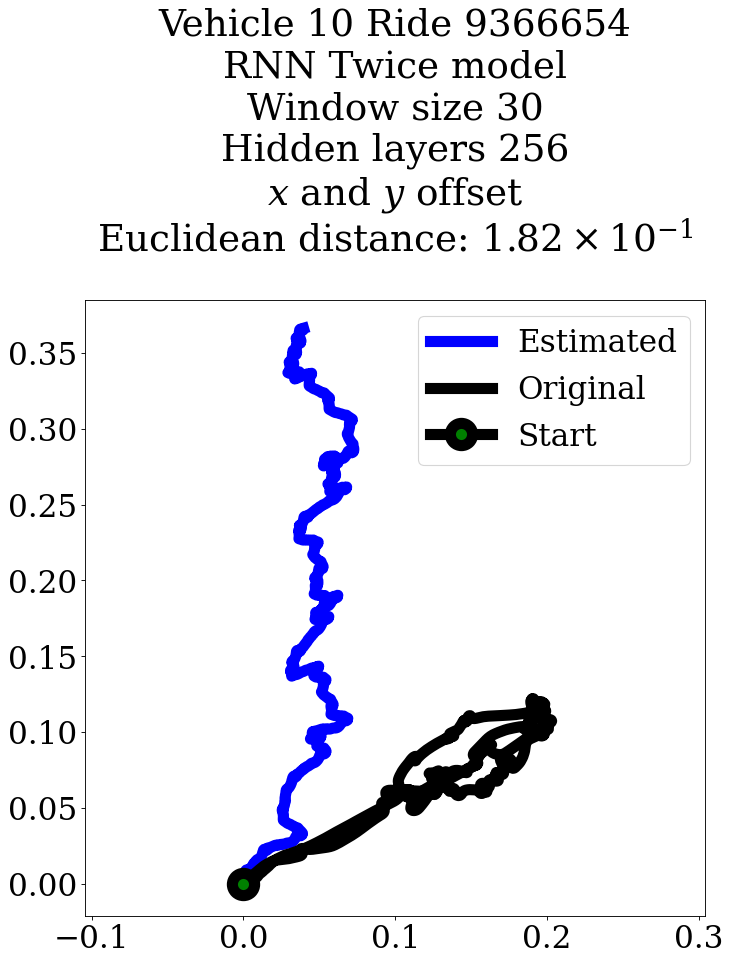 Vehicle 10 Ride 9366654
RNN Twice model
Window size 30
Hidden layers 256
x and y offset
Euclidean distance: 1.82 × 10⁻¹
Estimated
Original
Start
0.35
0.30
0.25
0.20
0.15
0.10
0.05
0.00
−0.1 0.0 0.1 0.2 0.3